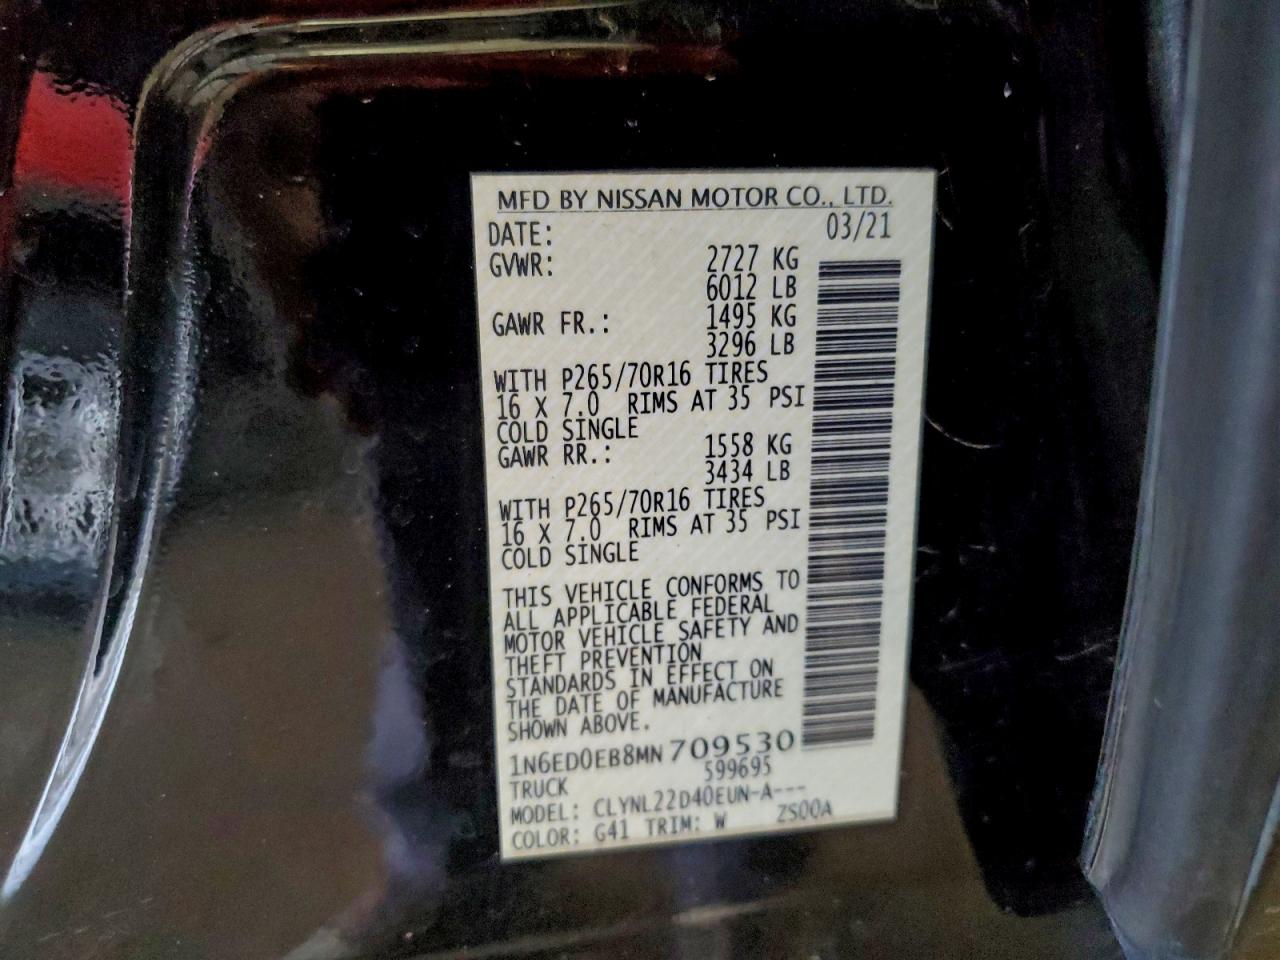 MFD BY NISSAN MOTOR CO., LTD.
DATE: 03/21
GVWR: 2727 KG
6012 LB
GAWR FR.: 1495 KG
3296 LB
WITH P265/70R16 TIRES
16 X 7.0 RIMS AT 35 PSI
COLD SINGLE
GAWR RR.: 1558 KG
3434 LB
WITH P265/70R16 TIRES
16 X 7.0 RIMS AT 35 PSI
COLD SINGLE
THIS VEHICLE CONFORMS TO
ALL APPLICABLE FEDERAL
MOTOR VEHICLE SAFETY AND
THEFT PREVENTION
STANDARDS IN EFFECT ON
THE DATE OF MANUFACTURE
SHOWN ABOVE.
1N6ED0EB8MN 709530
TRUCK 599695
MODEL: CLYNL22D40EUN-A---
COLOR: G41 TRIM: W ZS00A